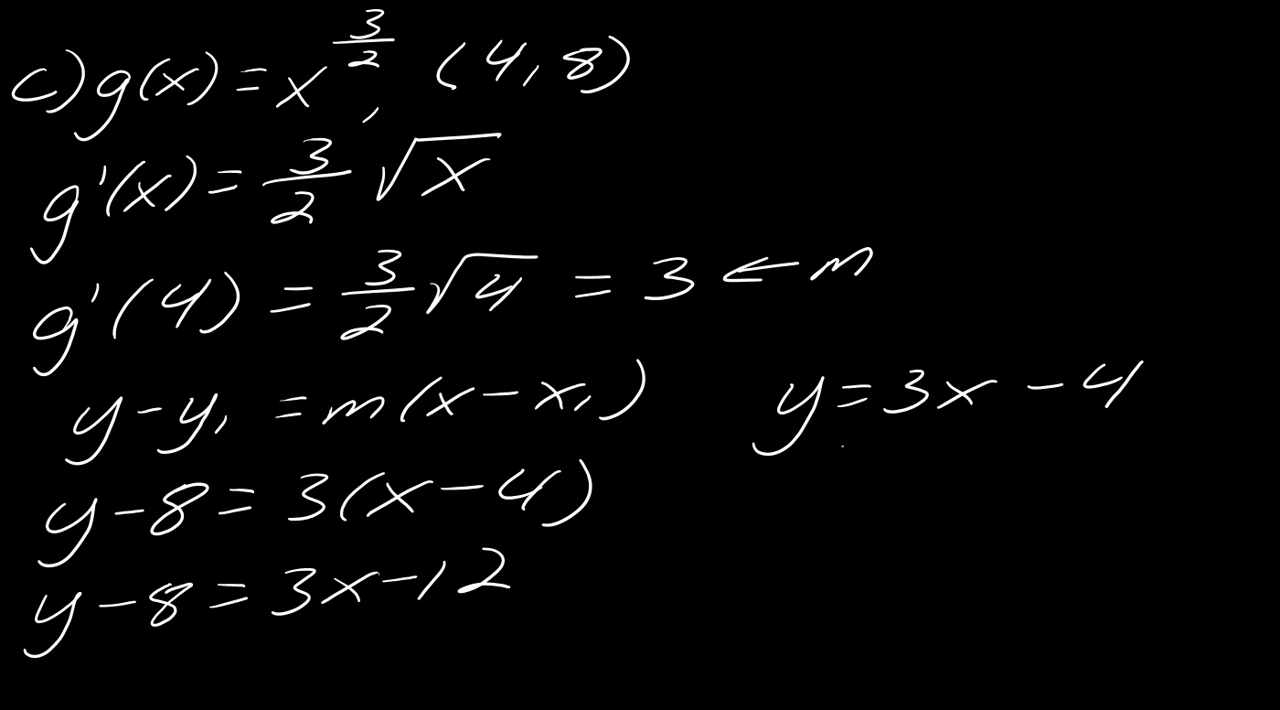 c) g(x) = x^(3/2), (4, 8)
g'(x) = 3/2 √x
g'(4) = 3/2 √4 = 3 ← m
y - y₁ = m(x - x₁)
y - 8 = 3(x - 4)
y - 8 = 3x - 12
y = 3x - 4